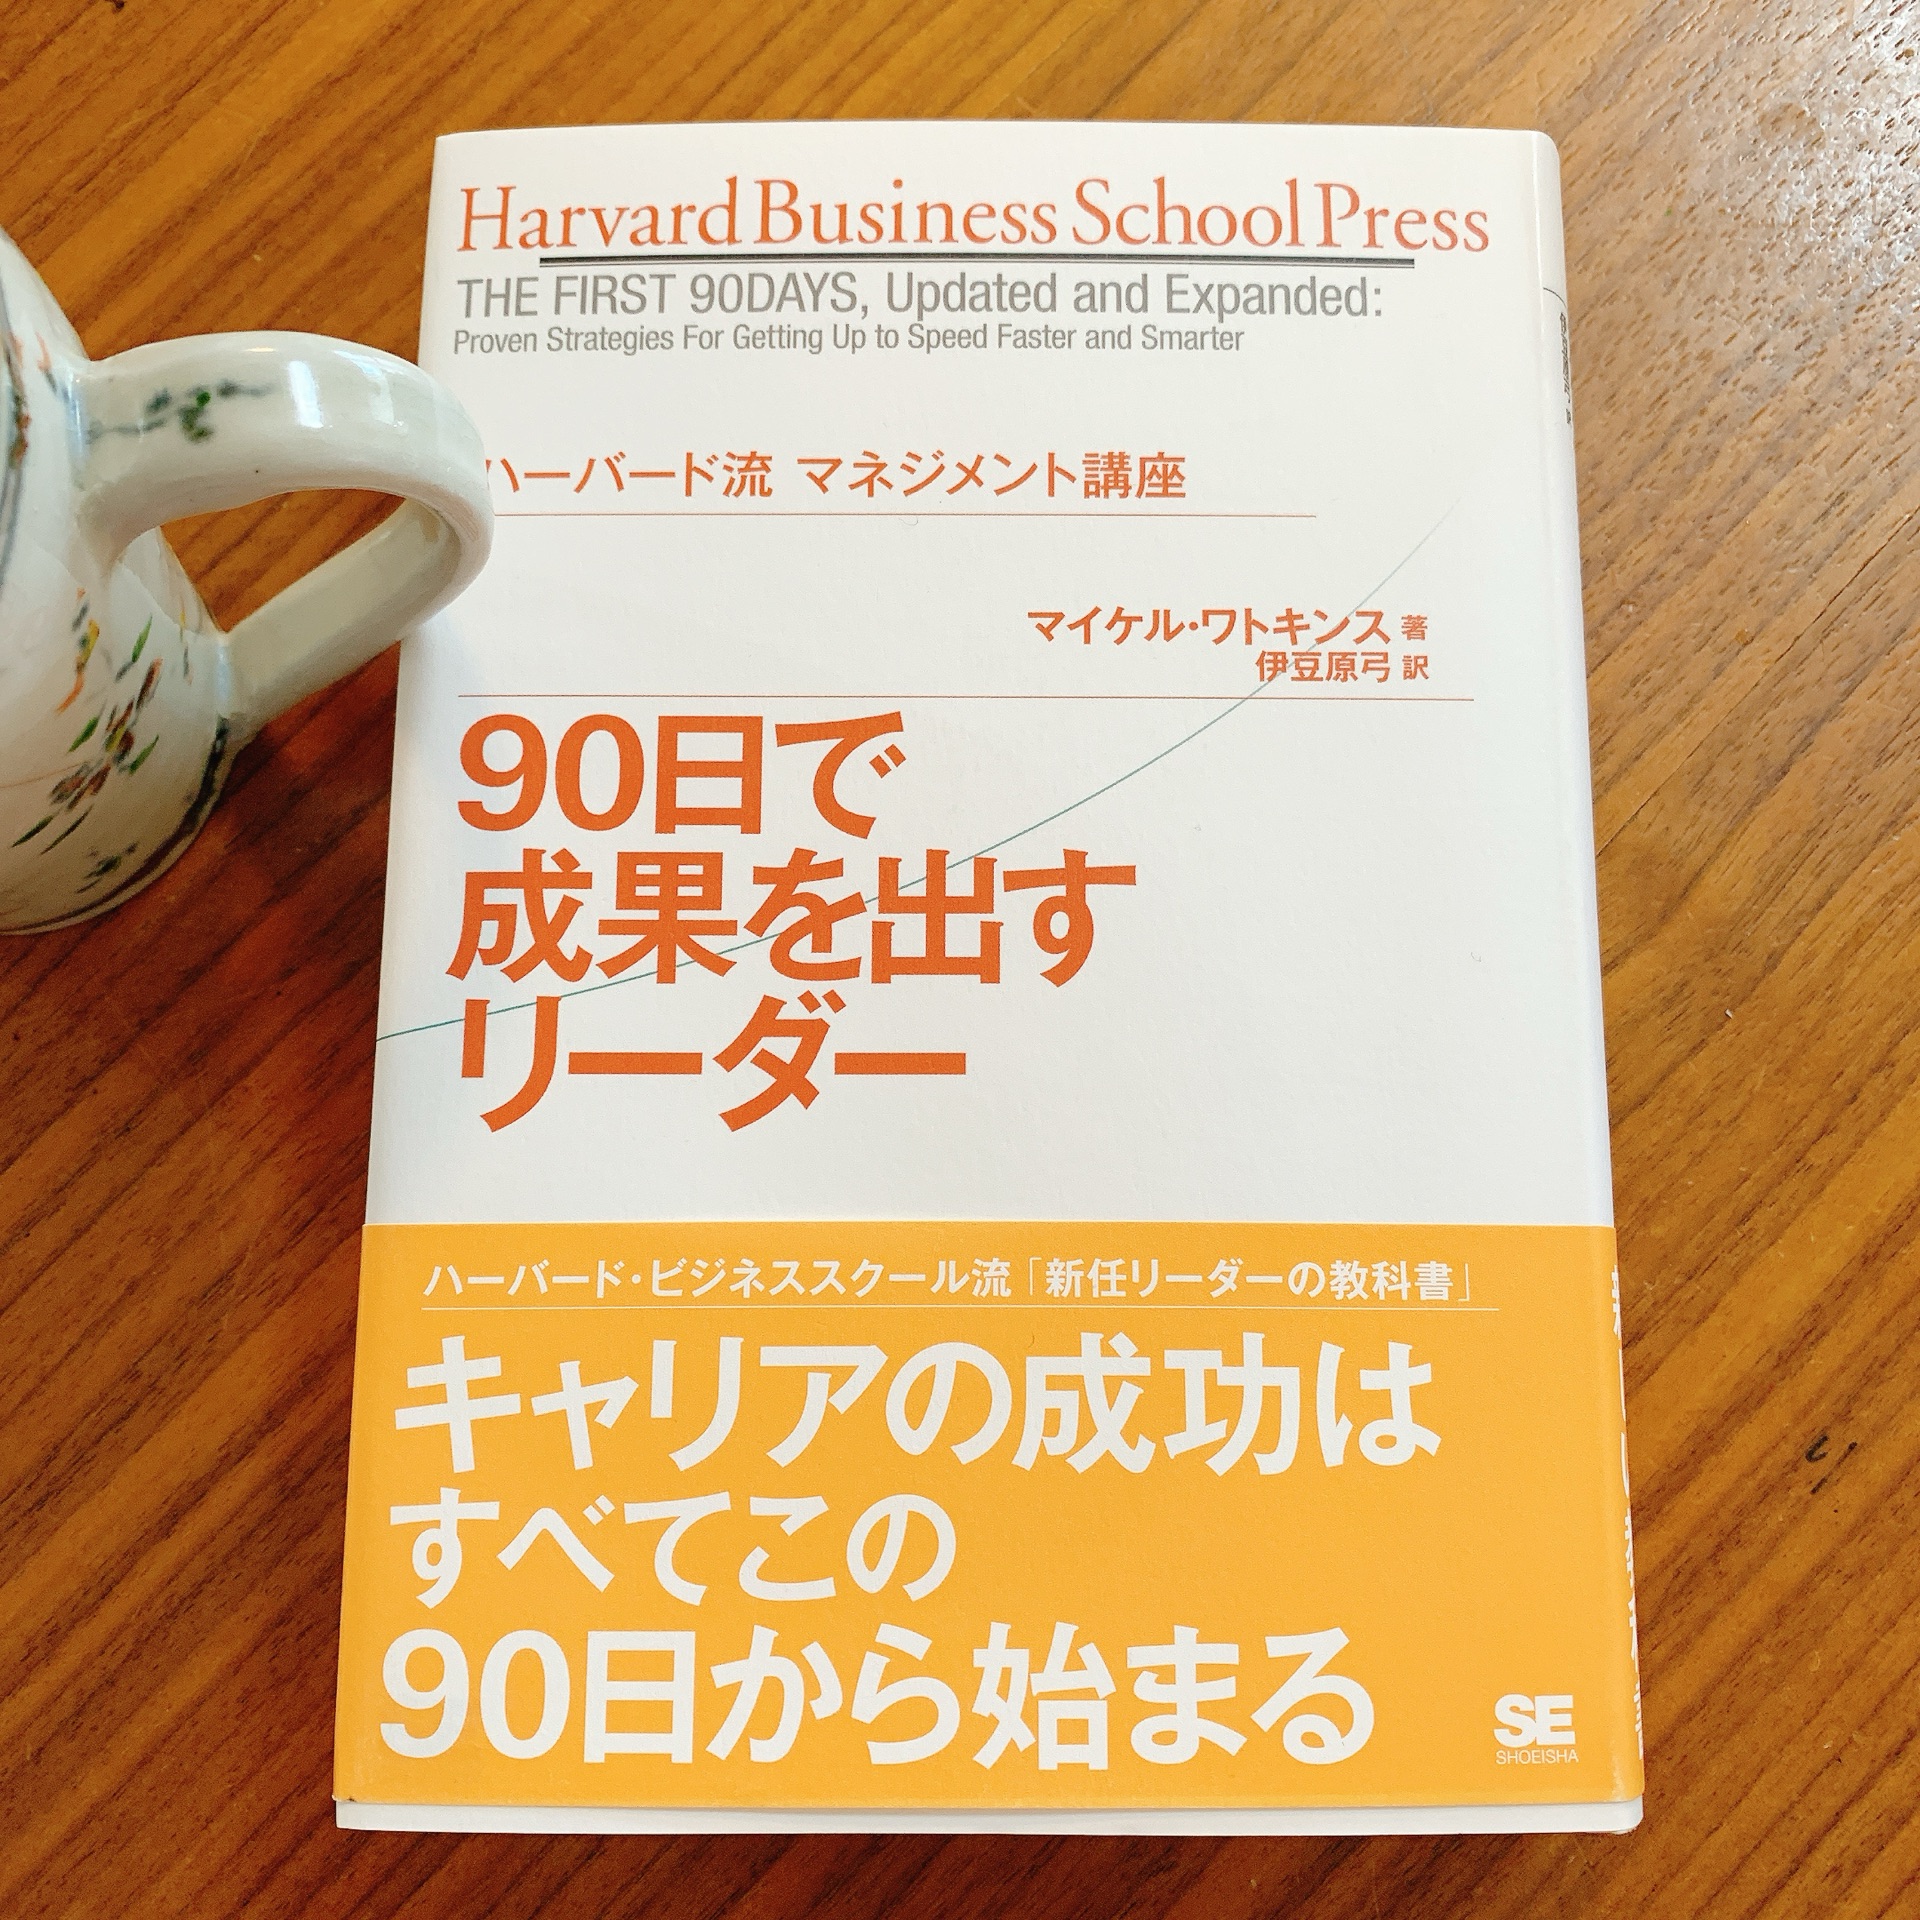 Harvard Business School Press
THE FIRST 90DAYS, Updated and Expanded:
Proven Strategies For Getting Up to Speed Faster and Smarter
ハーバード流 マネジメント講座
マイケル・ワトキンス 著
伊豆原弓 訳
90日で
成果を出す
リーダー
ハーバード・ビジネススクール流「新任リーダーの教科書」
キャリアの成功は
すべてこの
90日から始まる
SE
SHOEISHA